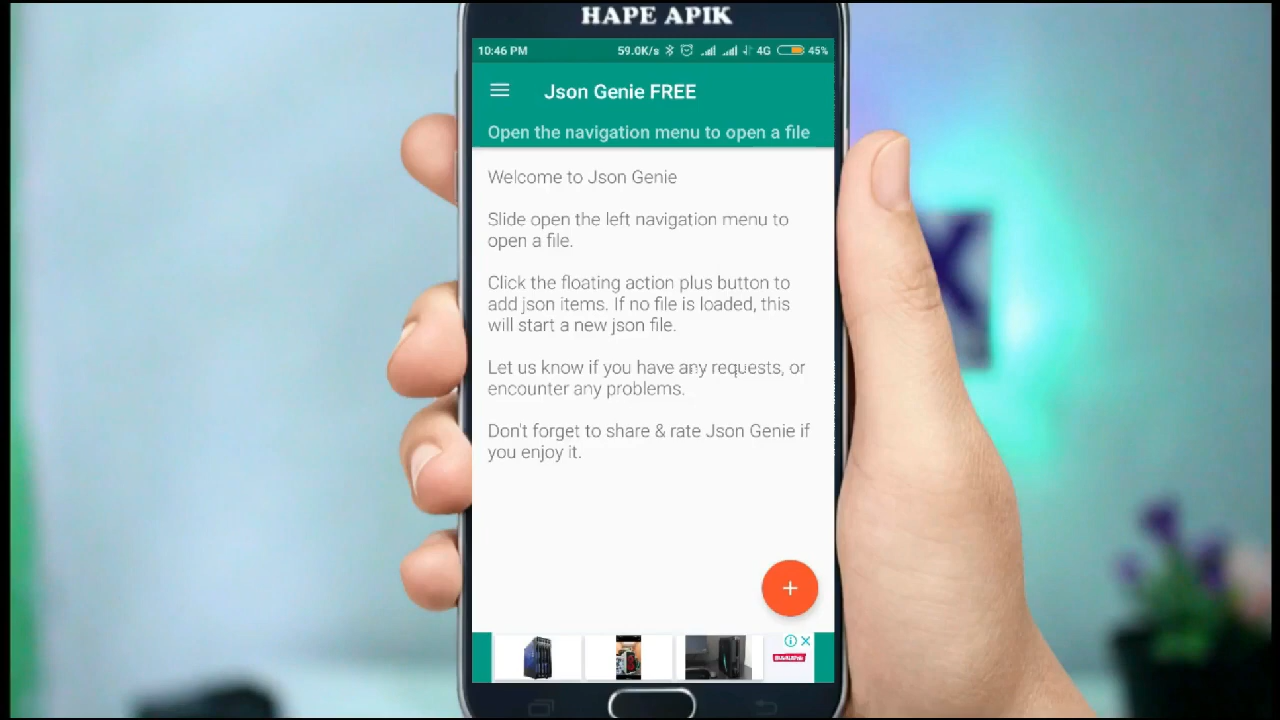 HAPE APIK
10:46 PM 59.0K/s 4G 45%
Json Genie FREE
Open the navigation menu to open a file
Welcome to Json Genie
Slide open the left navigation menu to
open a file.
Click the floating action plus button to
add json items. If no file is loaded, this
will start a new json file.
Let us know if you have any requests, or
encounter any problems.
Don't forget to share & rate Json Genie if
you enjoy it.